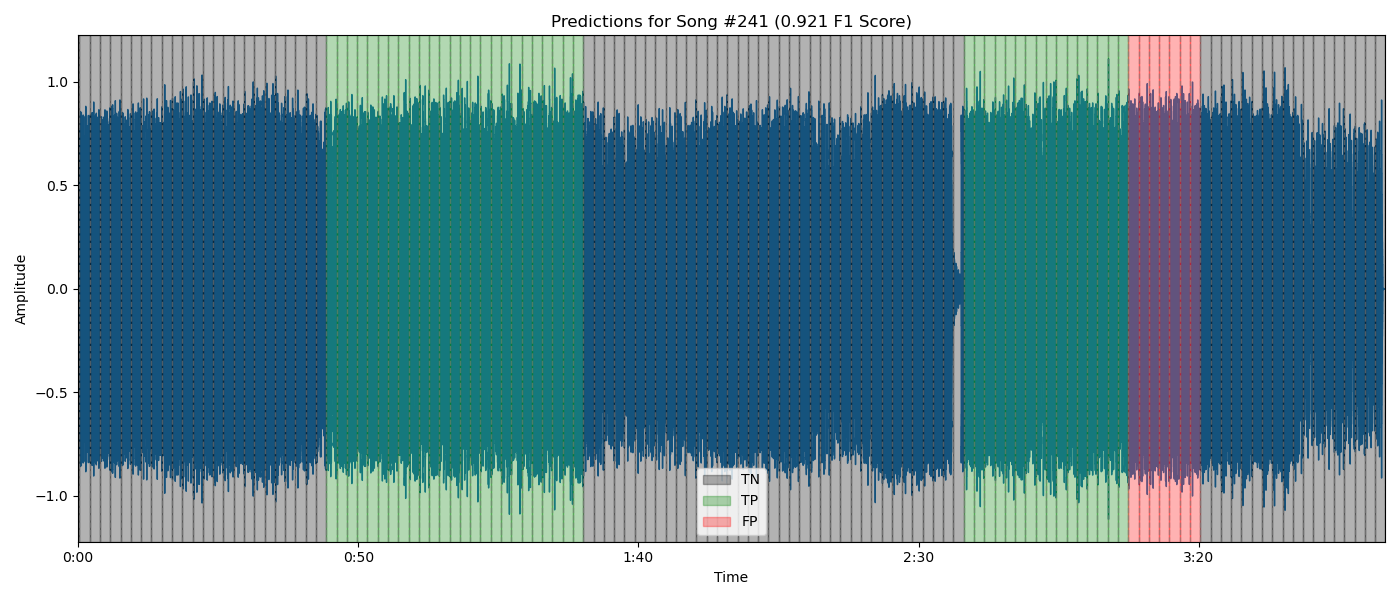 Predictions for Song #241 (0.921 F1 Score)
1.0
0.5
0.0
−0.5
−1.0
Amplitude
TN
TP
FP
0:00 0:50 1:40 2:30 3:20
Time